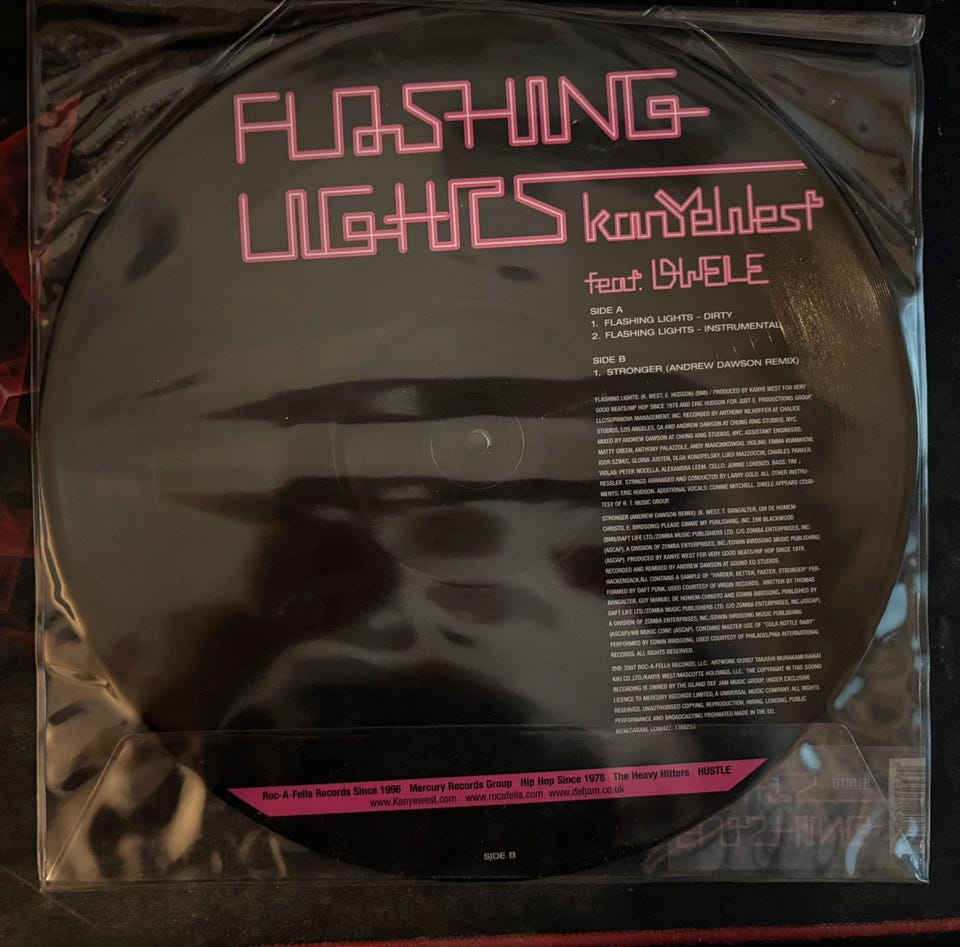 FLASHING
LIGHTS kanYeWest
feat. DWELE
SIDE A
1. FLASHING LIGHTS - DIRTY
2. FLASHING LIGHTS - INSTRUMENTAL
SIDE B
1. STRONGER (ANDREW DAWSON REMIX)
FLASHING LIGHTS: (K. WEST, E. HUDSON) (BMI) / PRODUCED BY KANYE WEST FOR VERY
GOOD BEATS/HIP HOP SINCE 1978 AND ERIC HUDSON FOR JUST E. PRODUCTIONS GROUP,
LLC/SUPANOVA MANAGEMENT, INC. RECORDED BY ANTHONY KILHOFFER AT CHALICE
STUDIOS, LOS ANGELES, CA AND ANDREW DAWSON AT CHUNG KING STUDIOS, NYC.
MIXED BY ANDREW DAWSON AT CHUNG KING STUDIOS, NYC. ASSISTANT ENGINEERS:
MATTY GREEN, ANTHONY PALAZZOLE, ANDY MARCINKOWSKI. VIOLINS: EMMA KUMMROW,
IGOR SZWEC, GLORIA JUSTEN, OLGA KONOPELSKY, LUIGI MAZZOCCHI, CHARLES PARKER.
VIOLAS: PETER NOCELLA, ALEXANDRA LEEM. CELLO: JENNIE LORENZO. BASS: TIM
RESSLER. STRINGS ARRANGED AND CONDUCTED BY LARRY GOLD. ALL OTHER INSTRU-
MENTS: ERIC HUDSON. ADDITIONAL VOCALS: CONNIE MITCHELL. DWELE APPEARS COUR-
TESY OF R. T. MUSIC GROUP.
STRONGER (ANDREW DAWSON REMIX): (K. WEST, T. BANGALTER, GM DE HOMEM-
CHRISTO, E. BIRDSONG) PLEASE GIMME MY PUBLISHING, INC. EMI BLACKWOOD
(BMI)/DAFT LIFE LTD./ZOMBA MUSIC PUBLISHERS LTD. C/O ZOMBA ENTERPRISES, INC.
(ASCAP), A DIVISION OF ZOMBA ENTERPRISES, INC./EDWIN BIRDSONG MUSIC PUBLISHING
(ASCAP). PRODUCED BY KANYE WEST FOR VERY GOOD BEATS/HIP HOP SINCE 1978.
RECORDED AND REMIXED BY ANDREW DAWSON AT SOUND EQ STUDIOS.
HACKENSACK,NJ. CONTAINS A SAMPLE OF "HARDER, BETTER, FASTER, STRONGER" PER-
FORMED BY DAFT PUNK, USED COURTESY OF VIRGIN RECORDS. WRITTEN BY THOMAS
BANGALTER, GUY MANUEL DE HOMEM-CHRISTO AND EDWIN BIRDSONG, PUBLISHED BY
DAFT LIFE LTD./ZOMBA MUSIC PUBLISHERS LTD. C/O ZOMBA ENTERPRISES, INC.(ASCAP),
A DIVISION OF ZOMBA ENTERPRISES, INC./EDWIN BIRDSONG MUSIC PUBLISHING
(ASCAP)/WB MUSIC CORP. (ASCAP). CONTAINS MASTER USE OF "COLA BOTTLE BABY"
PERFORMED BY EDWIN BIRDSONG, USED COURTESY OF PHILADELPHIA INTERNATIONAL
RECORDS. ALL RIGHTS RESERVED.
℗© 2007 ROC-A-FELLA RECORDS, LLC. ARTWORK ©2007 TAKASHI MURAKAMI/KAIKAI
KIKI CO.,LTD./KANYE WEST/MASCOTTE HOLDINGS, LLC. THE COPYRIGHT IN THIS SOUND
RECORDING IS OWNED BY THE ISLAND DEF JAM MUSIC GROUP, UNDER EXCLUSIVE
LICENCE TO MERCURY RECORDS LIMITED, A UNIVERSAL MUSIC COMPANY. ALL RIGHTS
RESERVED. UNAUTHORISED COPYING, REPRODUCTION, HIRING, LENDING, PUBLIC
PERFORMANCE AND BROADCASTING PROHIBITED.MADE IN THE EU.
BIEM/SABAM. LC08427. 1768253
Roc-A-Fella Records Since 1996 Mercury Records Group Hip Hop Since 1978 The Heavy Hitters HUSTLE
www.Kanyewest.com www.rocafella.com www.defjam.co.uk
SIDE B